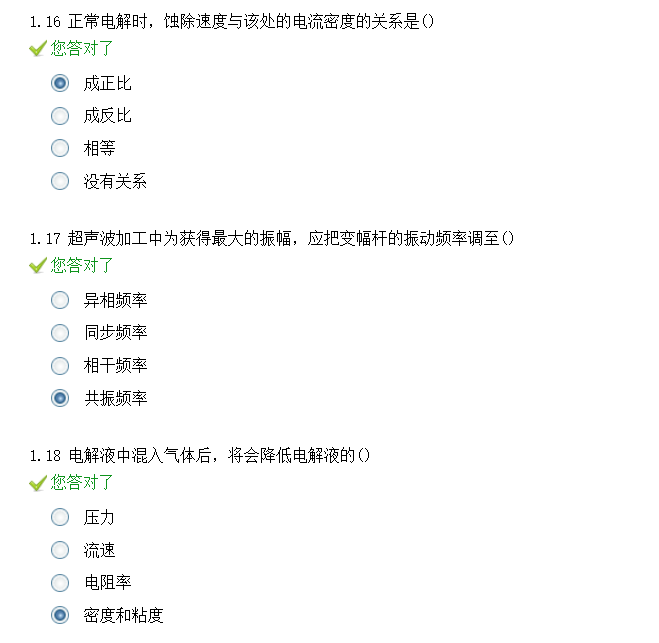 1.16 正常电解时，蚀除速度与该处的电流密度的关系是()
您答对了
成正比
成反比
相等
没有关系
1.17 超声波加工中为获得最大的振幅，应把变幅杆的振动频率调至()
您答对了
异相频率
同步频率
相干频率
共振频率
1.18 电解液中混入气体后，将会降低电解液的()
您答对了
压力
流速
电阻率
密度和粘度